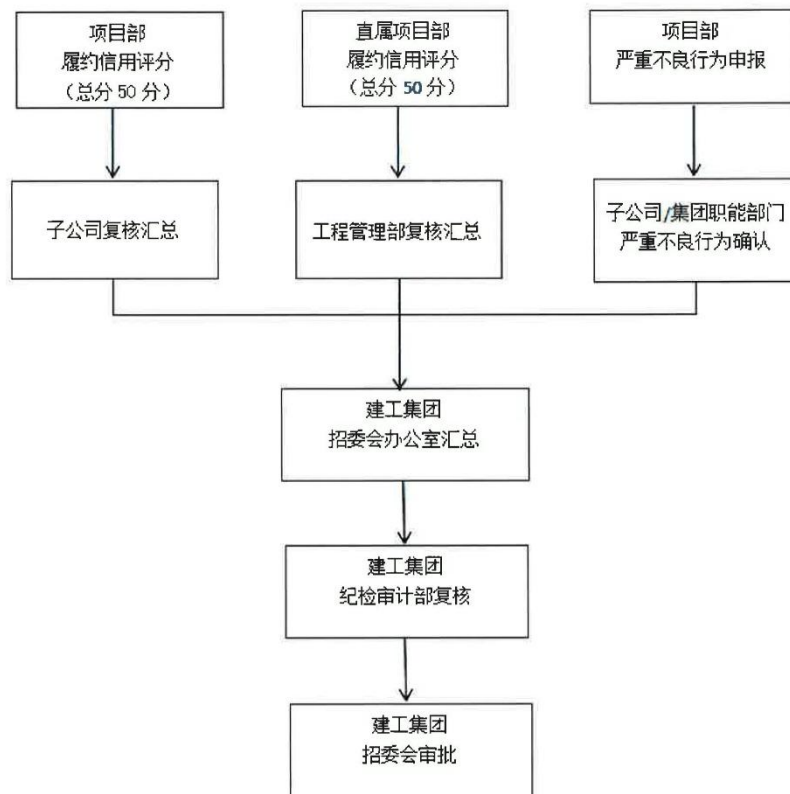 项目部
履约信用评分
（总分 50 分）
直属项目部
履约信用评分
（总分 50 分）
项目部
严重不良行为申报
子公司复核汇总
工程管理部复核汇总
子公司/集团职能部门
严重不良行为确认
建工集团
招委会办公室汇总
建工集团
纪检审计部复核
建工集团
招委会审批